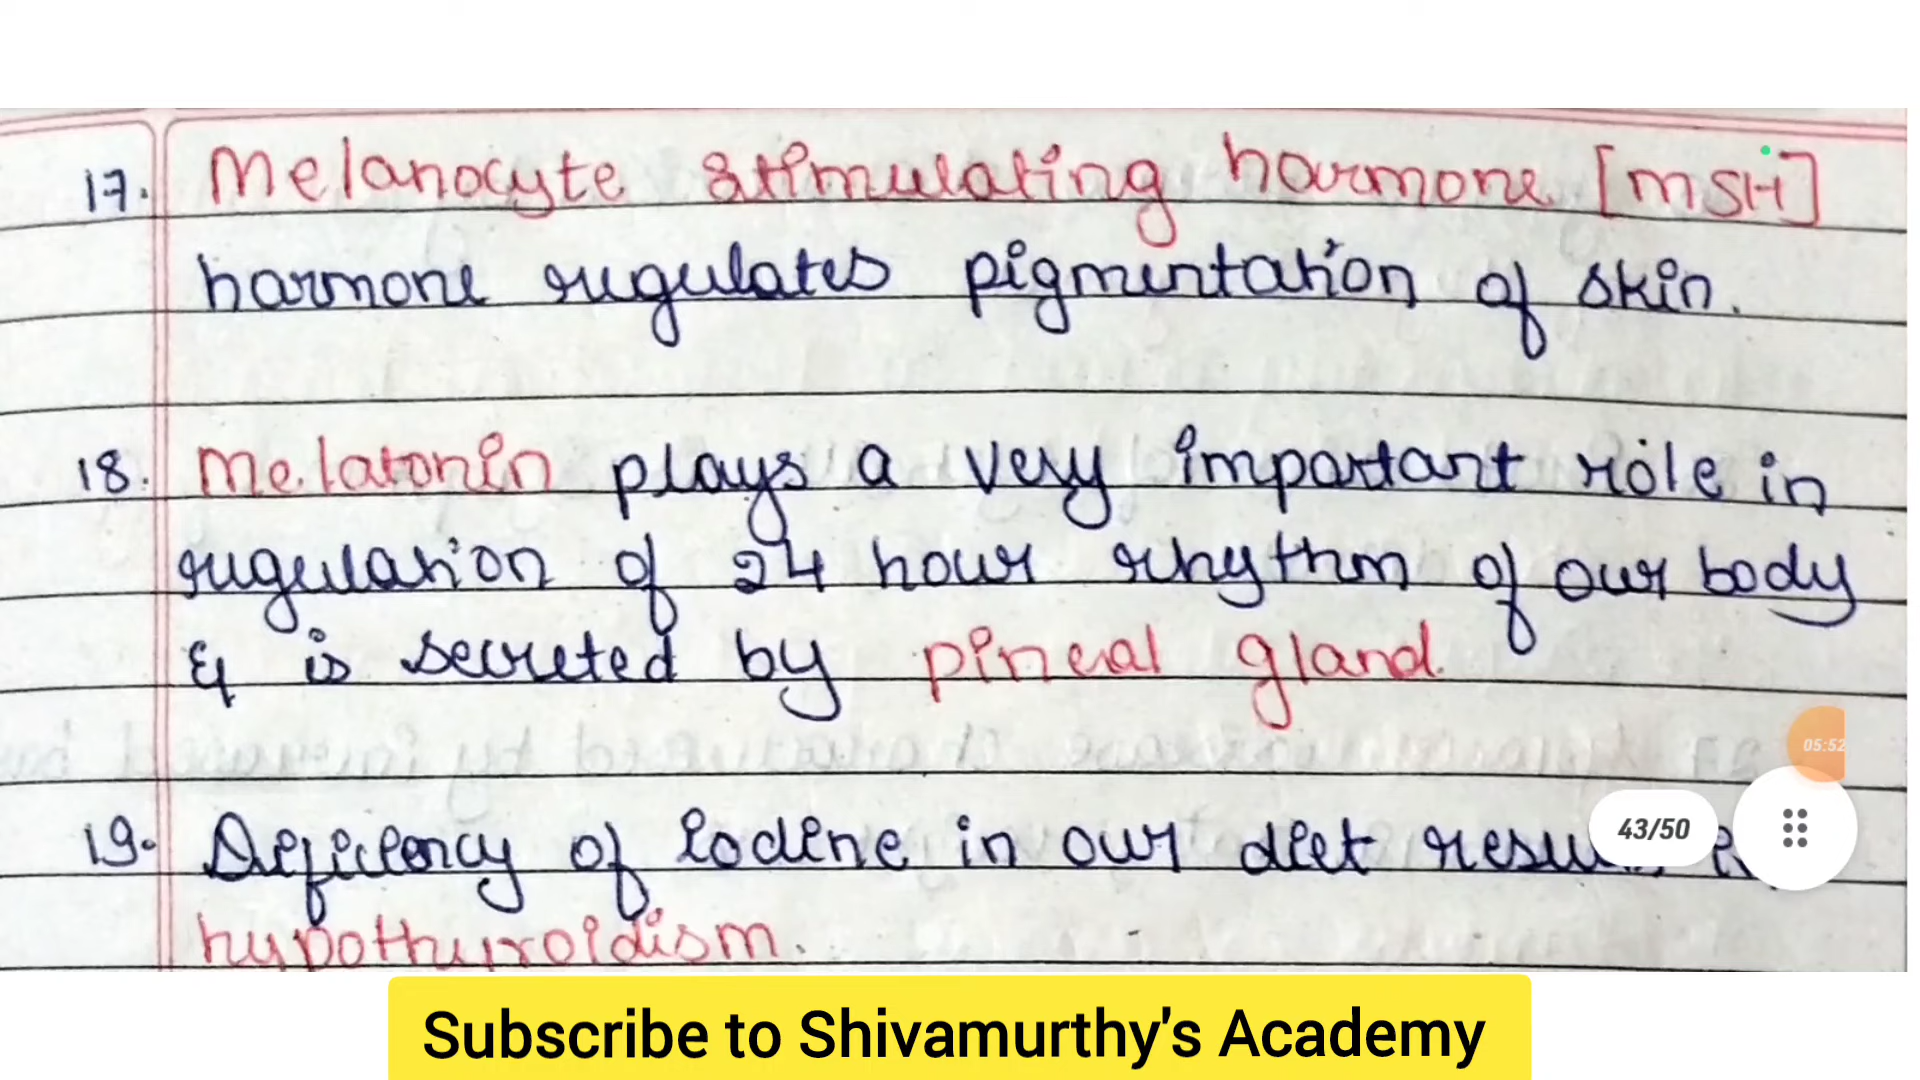 17. Melanocyte stimulating hormone [MSH]
hormone regulates pigmentation of skin.
18. Melatonin plays a very important role in
regulation of 24 hour rhythm of our body
& is secreted by pineal gland.
05:52
43/50
19. Deficiency of iodine in our diet
hypothyroidism.
Subscribe to Shivamurthy's Academy